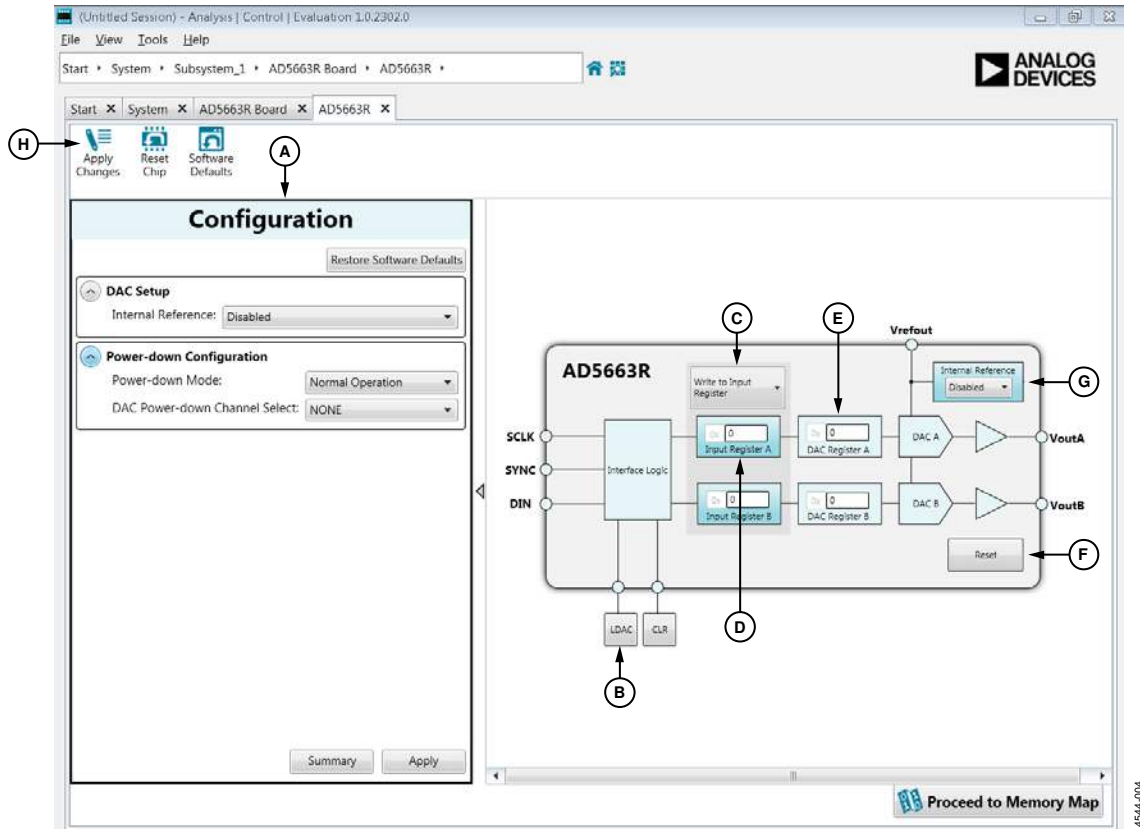 (Untitled Session) - Analysis | Control | Evaluation 1.0.2302.0
File View Tools Help
Start System Subsystem_1 AD5663R Board AD5663R
ANALOG DEVICES
Start System AD5663R Board AD5663R
H
Apply Changes
Reset Chip
Software Defaults
A
Configuration
Restore Software Defaults
DAC Setup
Internal Reference: Disabled
Power-down Configuration
Power-down Mode: Normal Operation
DAC Power-down Channel Select: NONE
Summary Apply
C
E
Vrefout
AD5663R
Write to Input Register
Internal Reference
Disabled
G
SCLK
SYNC
DIN
Interface Logic
0x 0
Input Register A
0x 0
DAC Register A
DAC A
VoutA
0x 0
Input Register B
0x 0
DAC Register B
DAC B
VoutB
Reset
F
LDAC CLR
D
B
Proceed to Memory Map